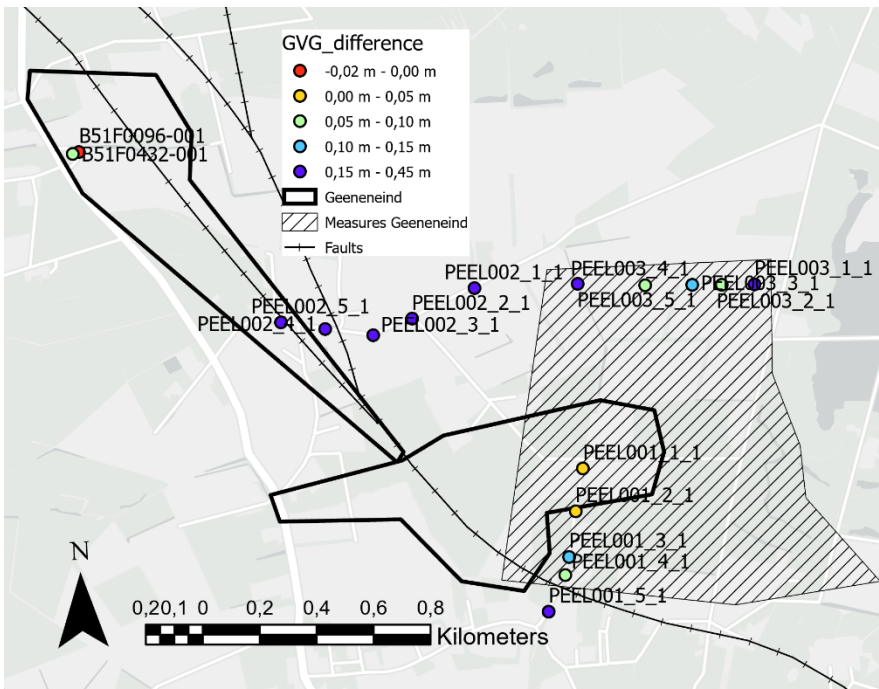 GVG_difference
-0,02 m - 0,00 m
0,00 m - 0,05 m
0,05 m - 0,10 m
0,10 m - 0,15 m
0,15 m - 0,45 m
Geeneneind
Measures Geeneneind
Faults
B51F0096-001
B51F0432-001
PEEL002_1_1
PEEL003_4_1
PEEL003_1_1
PEEL003_3_1
PEEL003_5_1
PEEL003_2_1
PEEL002_5_1
PEEL002_2_1
PEEL002_4_1
PEEL002_3_1
PEEL001_1_1
PEEL001_2_1
PEEL001_3_1
PEEL001_4_1
PEEL001_5_1
N
0,20,1 0 0,2 0,4 0,6 0,8
Kilometers